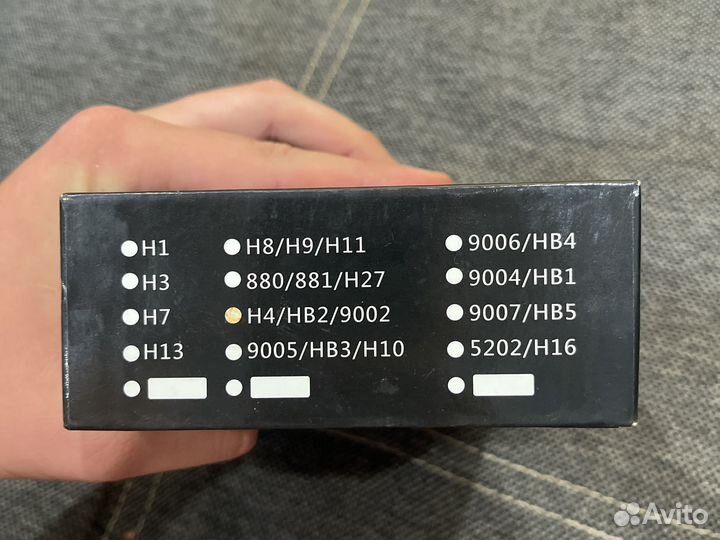 H1
H3
H7
H13
H8/H9/H11
880/881/H27
H4/HB2/9002
9005/HB3/H10
9006/HB4
9004/HB1
9007/HB5
5202/H16
Avito